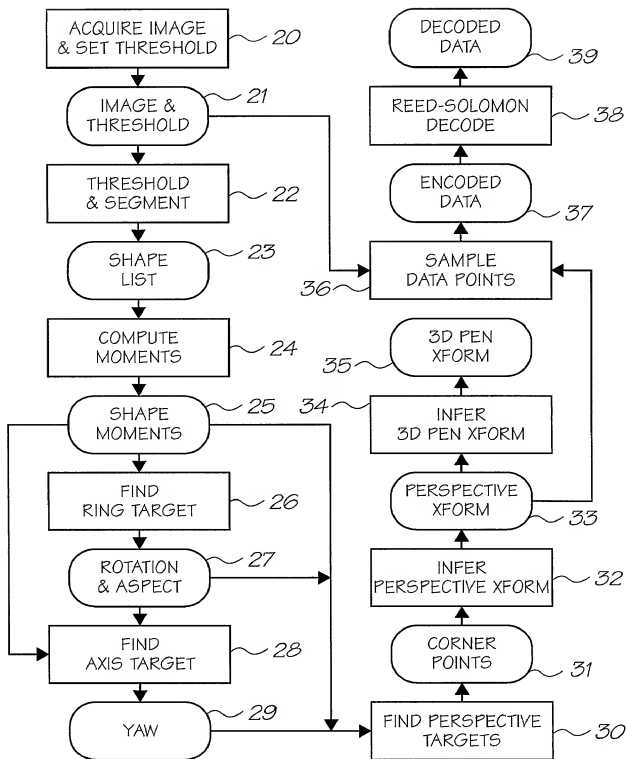 ACQUIRE IMAGE
& SET THRESHOLD
20
IMAGE &
THRESHOLD
21
THRESHOLD
& SEGMENT
22
SHAPE
LIST
23
COMPUTE
MOMENTS
24
SHAPE
MOMENTS
25
FIND
RING TARGET
26
ROTATION
& ASPECT
27
FIND
AXIS TARGET
28
YAW
29
DECODED
DATA
39
REED-SOLOMON
DECODE
38
ENCODED
DATA
37
SAMPLE
DATA POINTS
36
3D PEN
XFORM
35
34
INFER
3D PEN XFORM
PERSPECTIVE
XFORM
33
INFER
PERSPECTIVE XFORM
32
CORNER
POINTS
31
FIND PERSPECTIVE
TARGETS
30